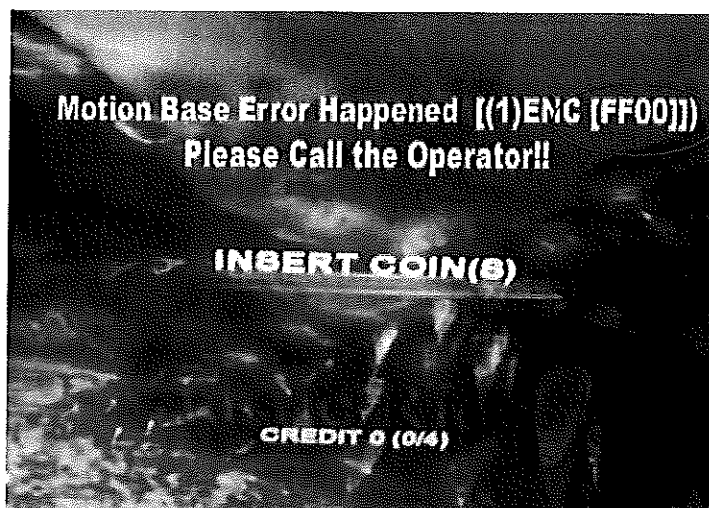 Motion Base Error Happened [(1)ENC [FF00]])
Please Call the Operator!!
INSERT COIN(S)
CREDIT 0 (0/4)